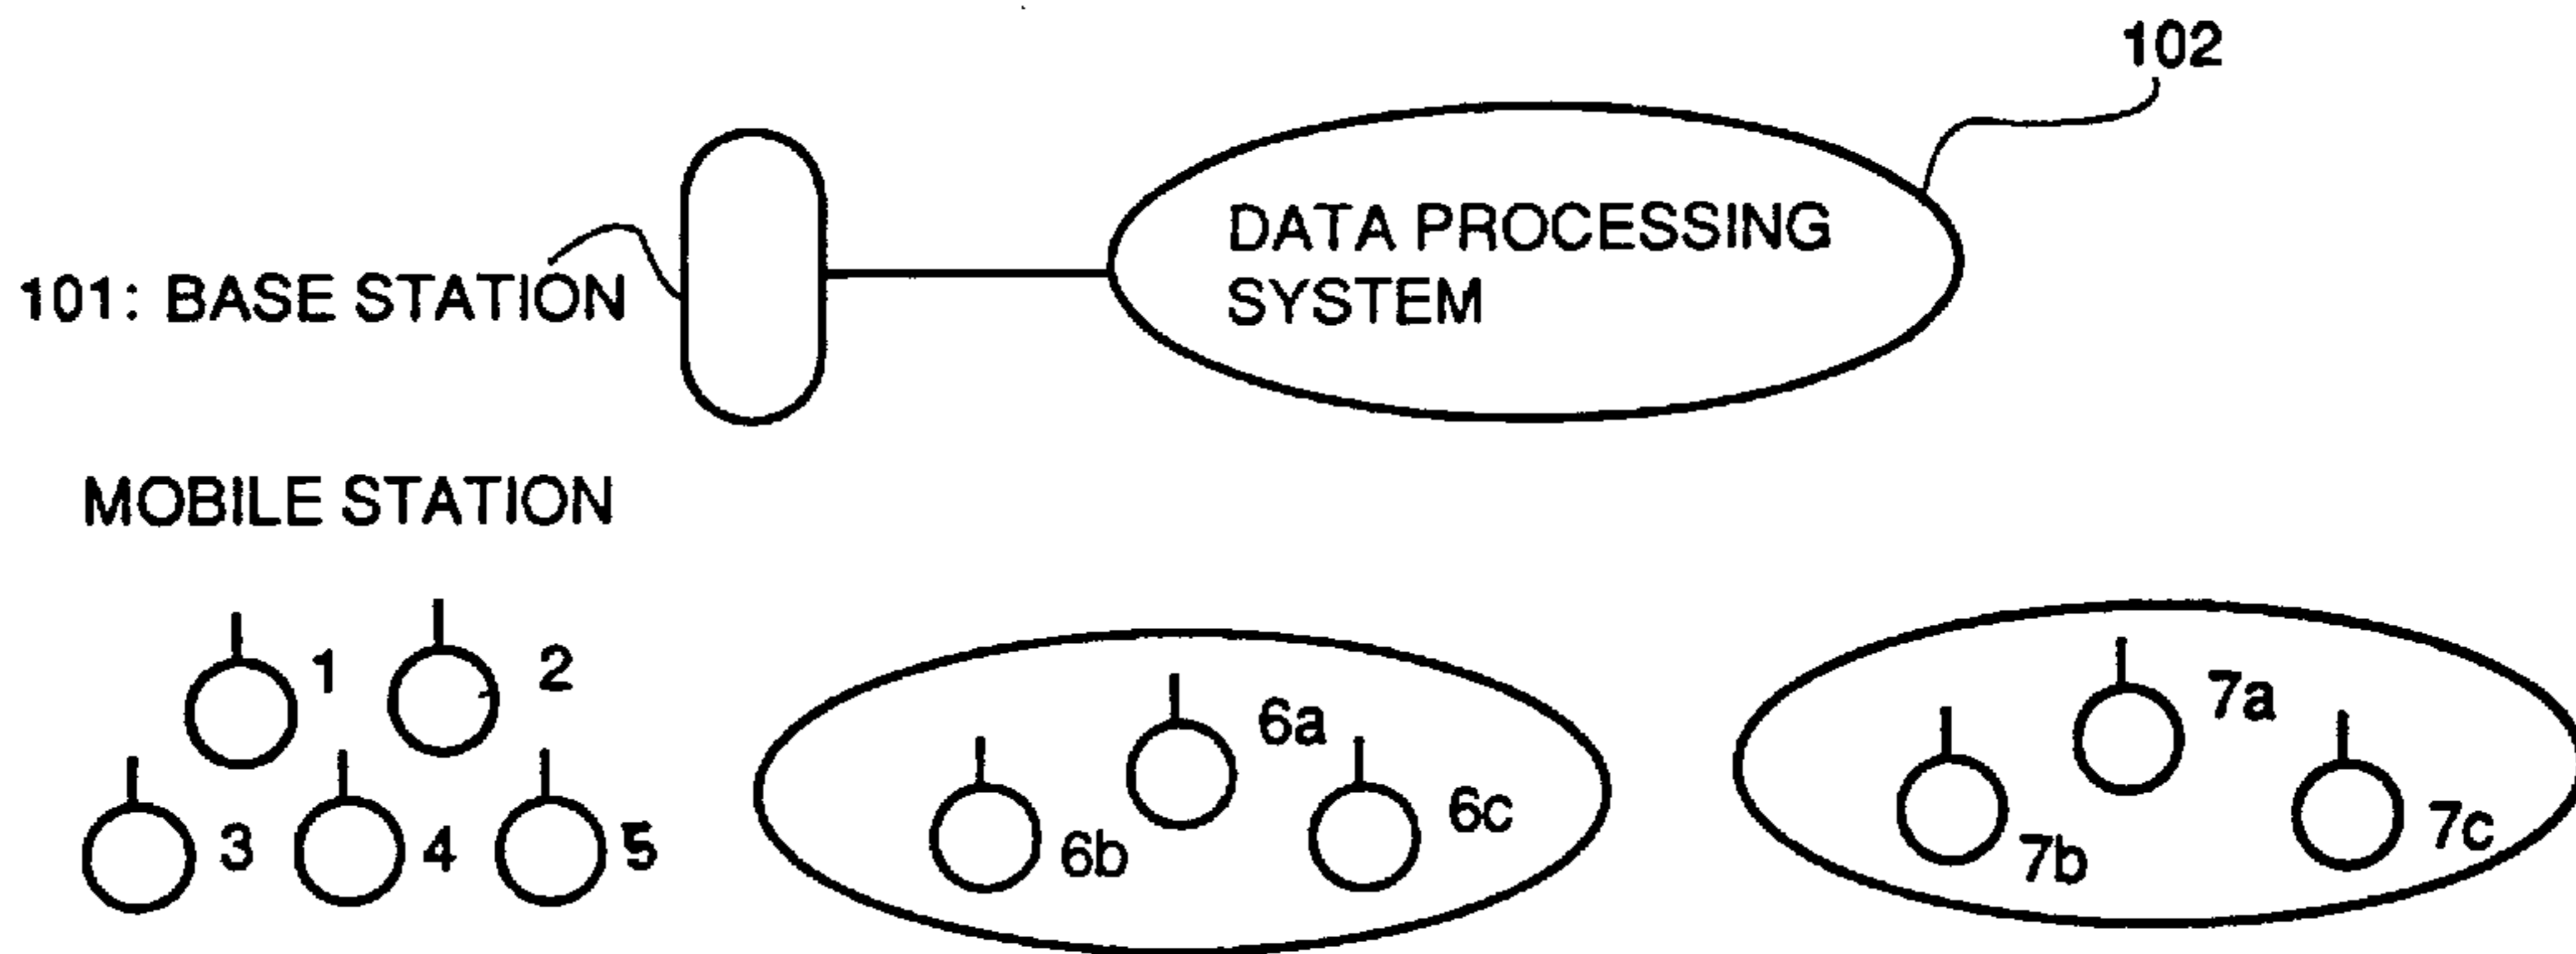 102
DATA PROCESSING
SYSTEM
101: BASE STATION
MOBILE STATION
1
2
3
4
5
6a
6b
6c
7a
7b
7c